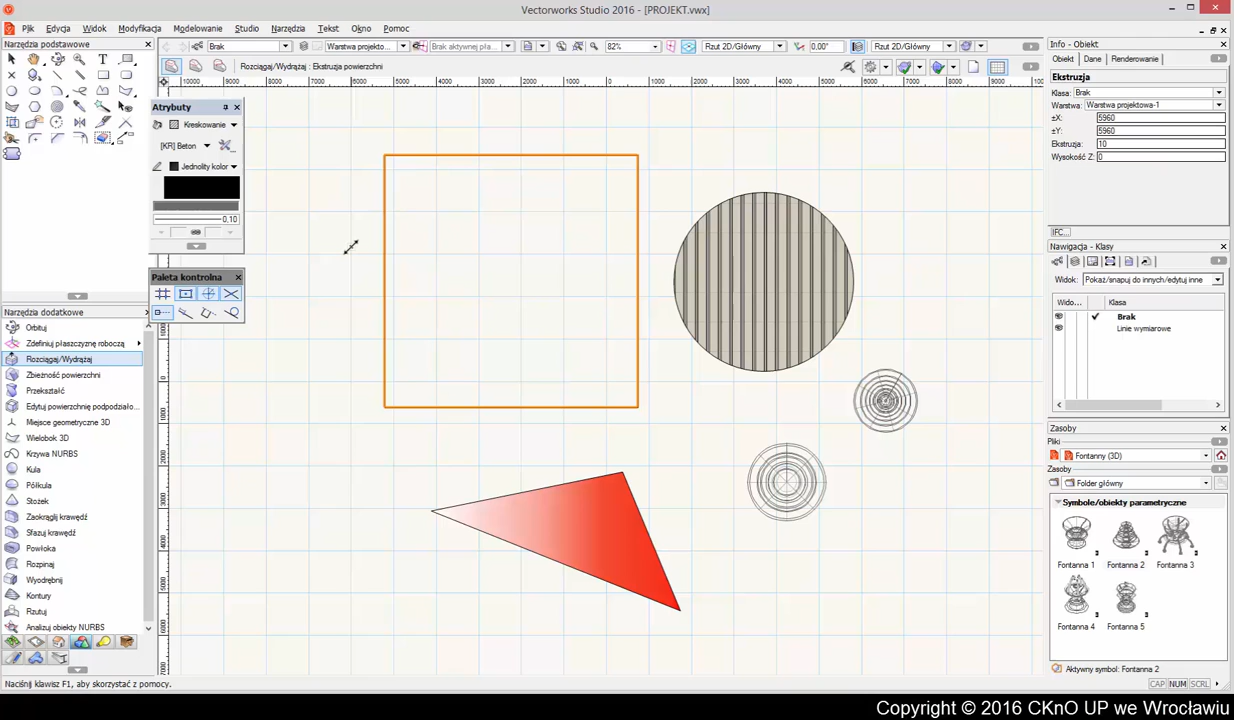 Vectorworks Studio 2016 - [PROJEKT.vwx]
Plik Edycja Widok Modyfikacja Modelowanie Studio Narzędzia Tekst Okno Pomoc
Narzędzia podstawowe
Brak
Warstwa projekto...
Brak aktywnej pła...
82%
Rzut 2D/Główny
0,00°
Rzut 2D/Główny
Rozciągaj/Wydrążaj : Ekstruzja powierzchni
Atrybuty
Kreskowanie
[KR] Beton
Jednolity kolor
0,10
Paleta kontrolna
Narzędzia dodatkowe
Orbituj
Zdefiniuj płaszczyznę roboczą
Rozciągaj/Wydrążaj
Zbieżność powierzchni
Przekształć
Edytuj powierzchnię podpodziało...
Miejsce geometryczne 3D
Wielobok 3D
Krzywa NURBS
Kula
Półkula
Stożek
Zaokrąglij krawędź
Sfazuj krawędź
Powłoka
Rozpinaj
Wyodrębnij
Kontury
Rzutuj
Analizuj obiekty NURBS
Info - Obiekt
Obiekt Dane Renderowanie
Ekstruzja
Klasa: Brak
Warstwa: Warstwa projektowa-1
±X: 5960
±Y: 5960
Ekstruzja: 10
Wysokość Z: 0
IFC...
Nawigacja - Klasy
Widok: Pokaż/snapuj do innych/edytuj inne
Wido... Klasa
Brak
Linie wymiarowe
Zasoby
Pliki
Fontanny (3D)
Zasoby
Folder główny
Symbole/obiekty parametryczne
Fontanna 1 Fontanna 2 Fontanna 3
Fontanna 4 Fontanna 5
Aktywny symbol: Fontanna 2
Naciśnij klawisz F1, aby skorzystać z pomocy.
CAP NUM SCRL
Copyright © 2016 CKnO UP we Wrocławiu